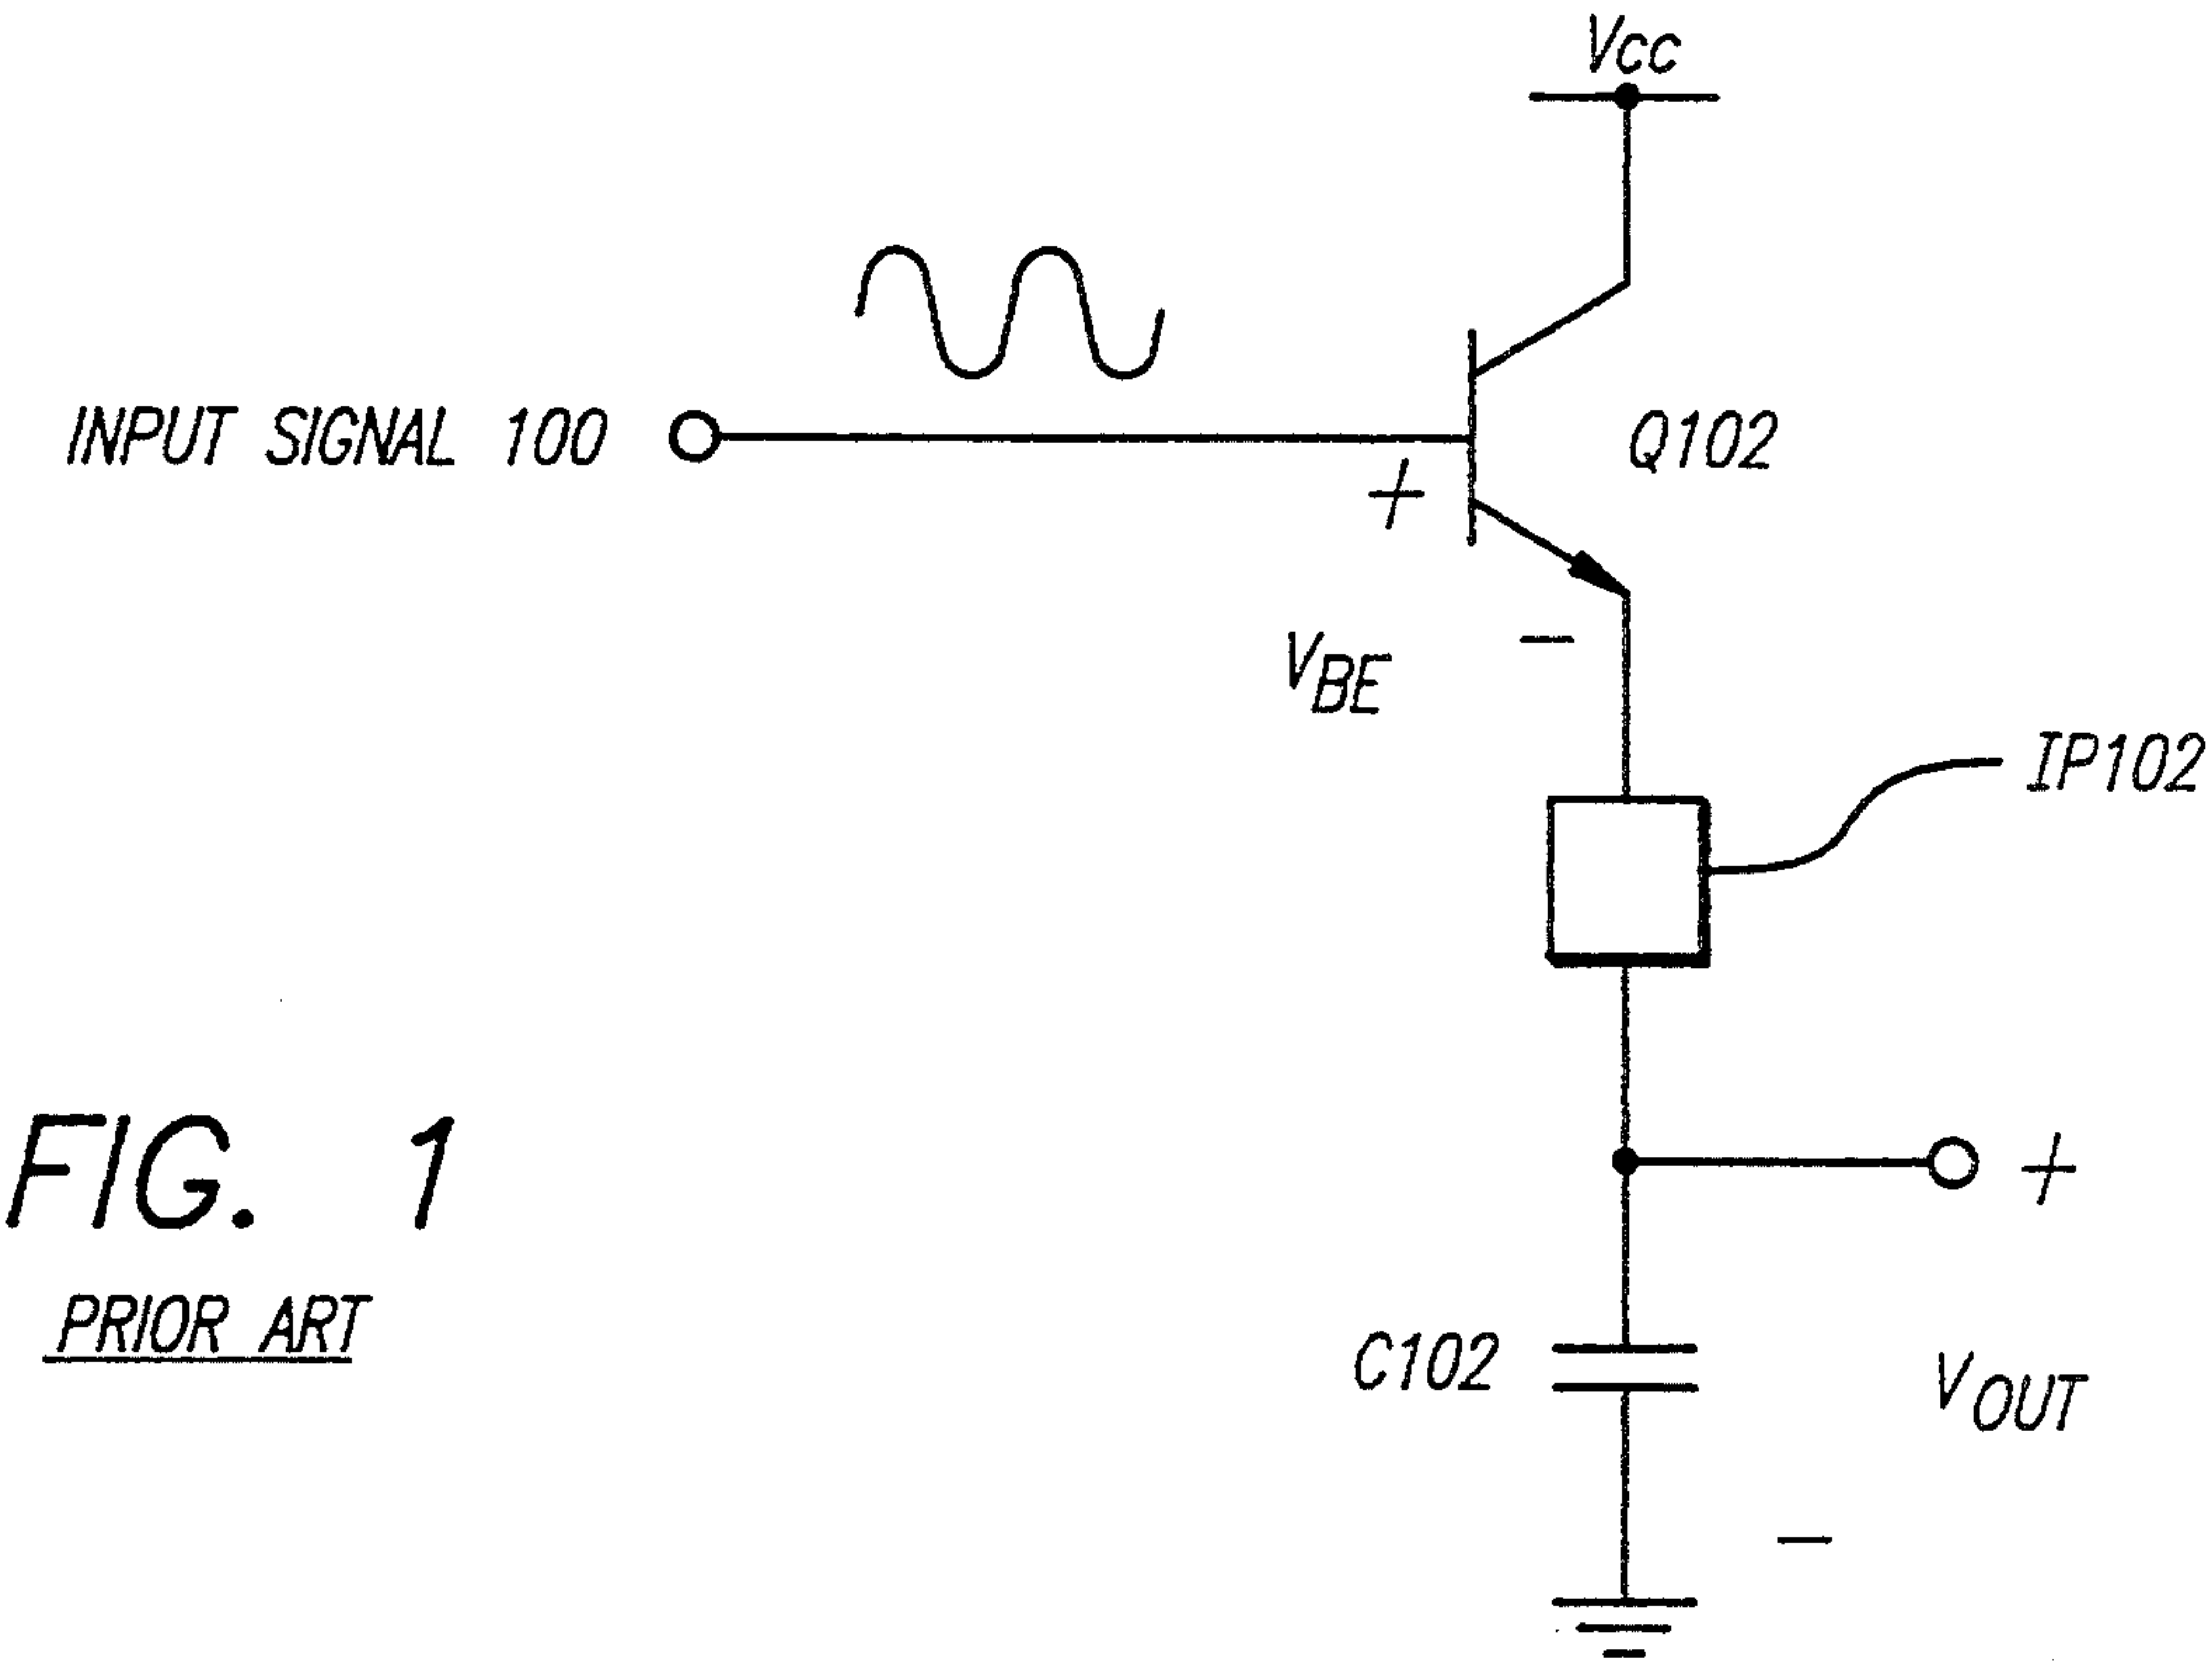 VCC
INPUT SIGNAL 100
Q102
+
−
VBE
IP102
+
FIG. 1
PRIOR ART
C102
VOUT
−